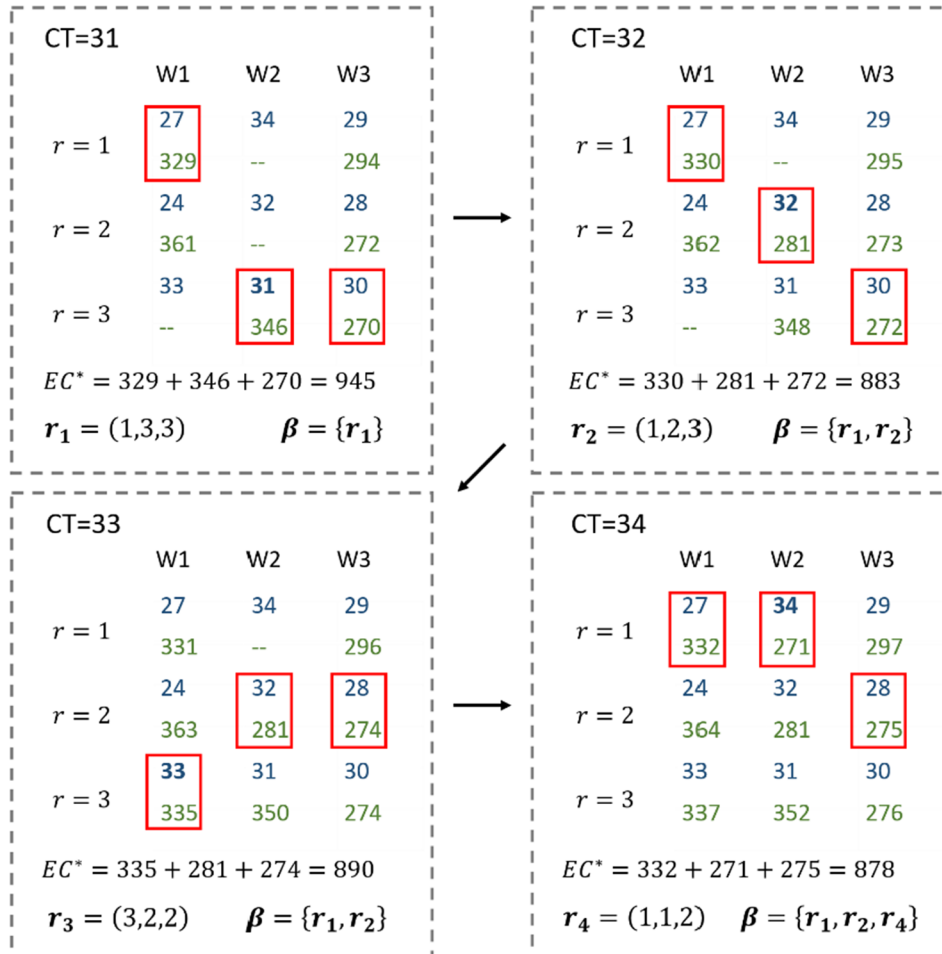 CT=31
W1 W2 W3
27 34 29
r = 1
329 -- 294
24 32 28
r = 2
361 -- 272
33 31 30
r = 3
-- 346 270
EC* = 329 + 346 + 270 = 945
r₁ = (1,3,3) β = {r₁}
CT=32
W1 W2 W3
27 34 29
r = 1
330 -- 295
24 32 28
r = 2
362 281 273
33 31 30
r = 3
-- 348 272
EC* = 330 + 281 + 272 = 883
r₂ = (1,2,3) β = {r₁, r₂}
CT=33
W1 W2 W3
27 34 29
r = 1
331 -- 296
24 32 28
r = 2
363 281 274
33 31 30
r = 3
335 350 274
EC* = 335 + 281 + 274 = 890
r₃ = (3,2,2) β = {r₁, r₂}
CT=34
W1 W2 W3
27 34 29
r = 1
332 271 297
24 32 28
r = 2
364 281 275
33 31 30
r = 3
337 352 276
EC* = 332 + 271 + 275 = 878
r₄ = (1,1,2) β = {r₁, r₂, r₄}